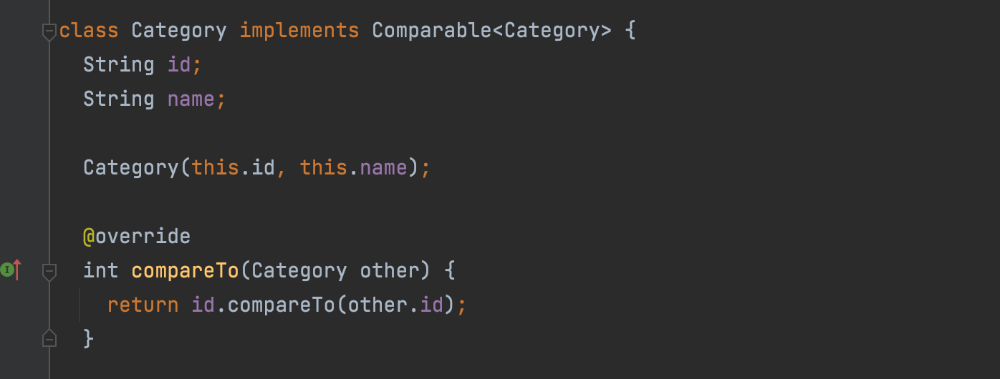 class Category implements Comparable<Category> {
String id;
String name;
Category(this.id, this.name);
@override
int compareTo(Category other) {
return id.compareTo(other.id);
}